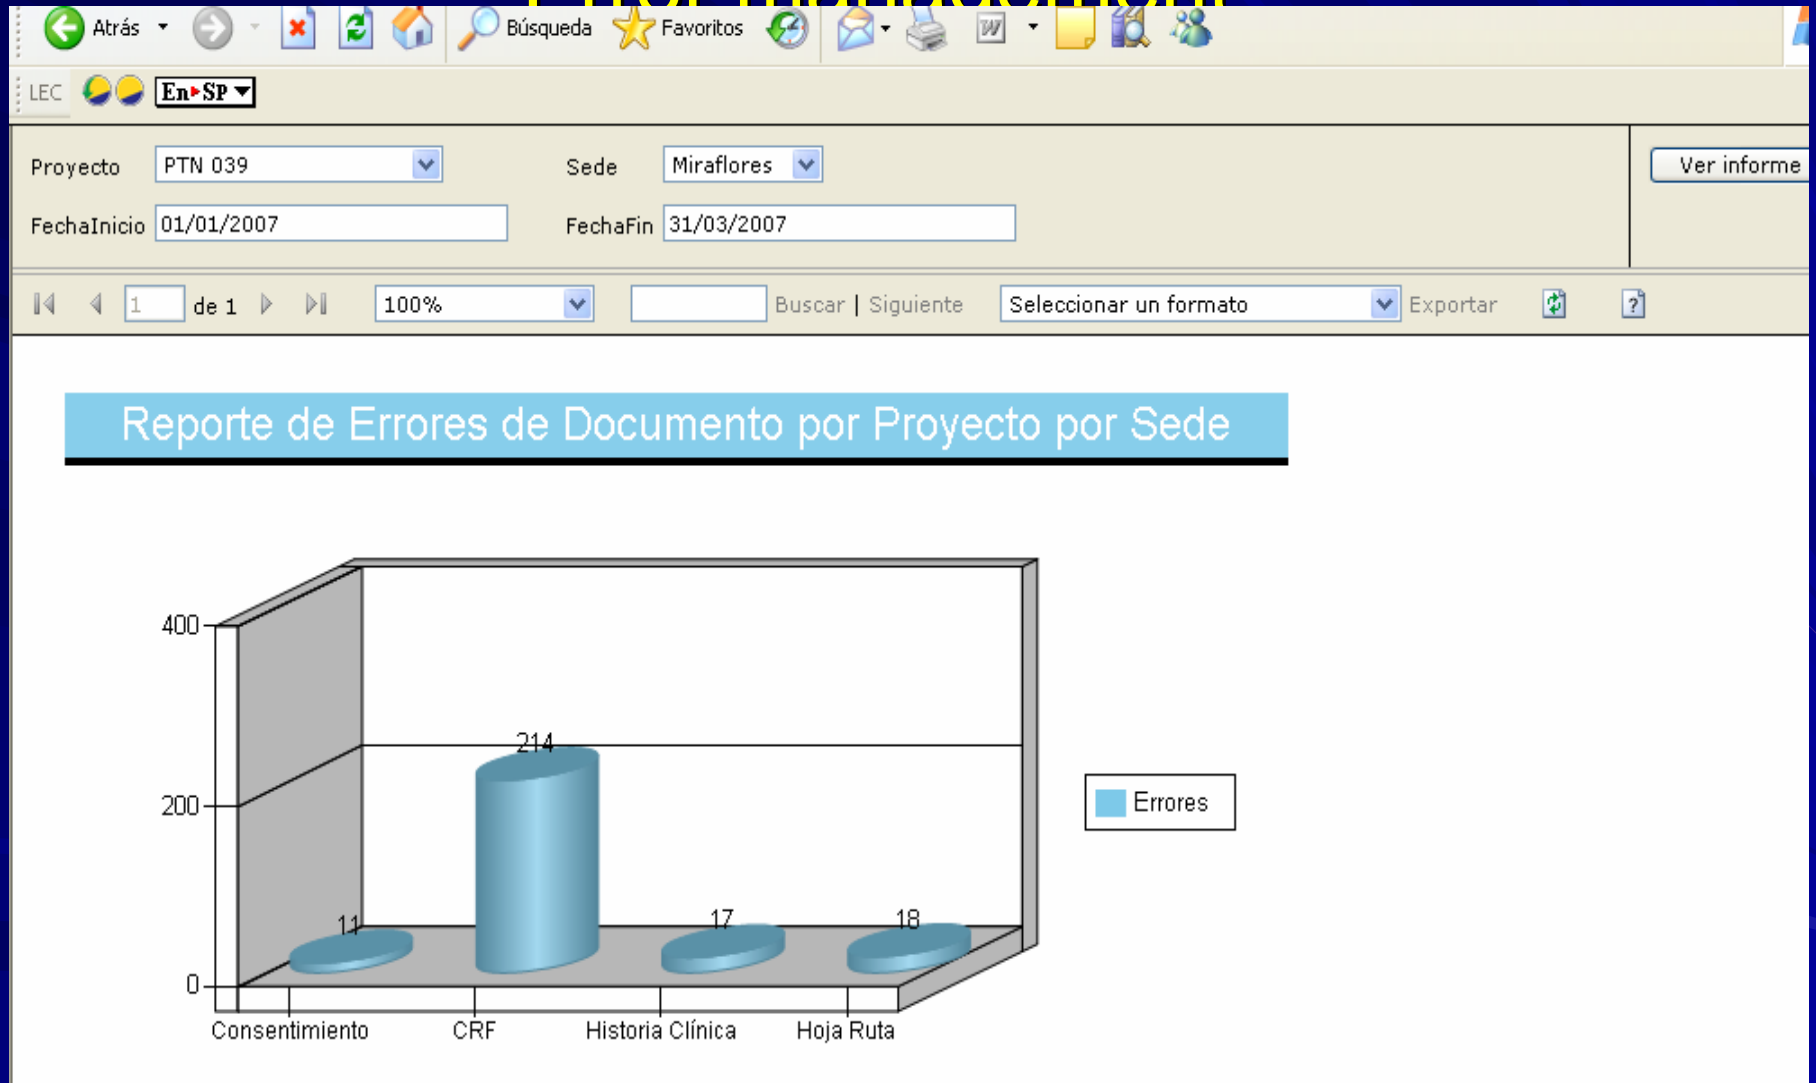 Error management
Atrás Búsqueda Favoritos
LEC En▸SP
Proyecto PTN 039 Sede Miraflores Ver informe
FechaInicio 01/01/2007 FechaFin 31/03/2007
1 de 1 100% Buscar | Siguiente Seleccionar un formato Exportar
Reporte de Errores de Documento por Proyecto por Sede
400
200
0
11
214
17
18
Errores
Consentimiento CRF Historia Clínica Hoja Ruta